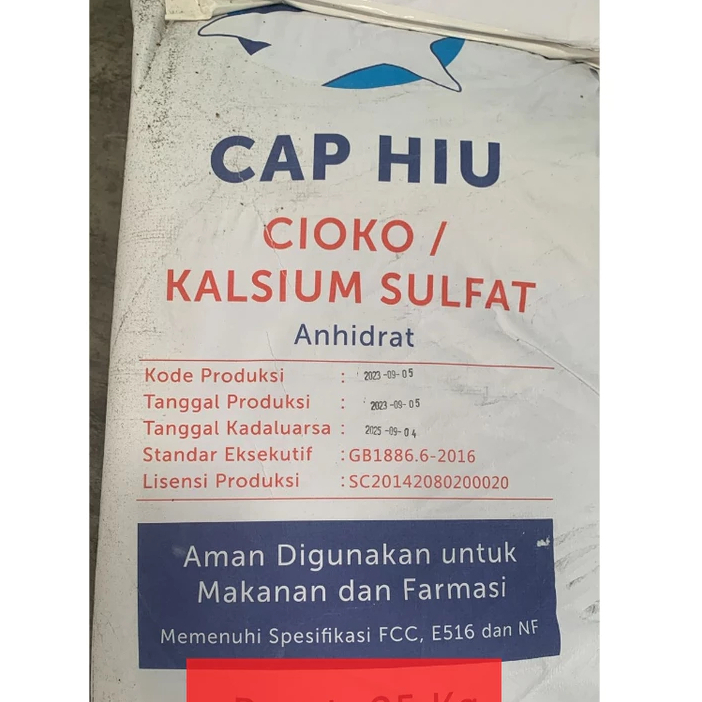 CAP HIU
CIOKO /
KALSIUM SULFAT
Anhidrat
Kode Produksi : 2023-09-05
Tanggal Produksi : 2023-09-05
Tanggal Kadaluarsa : 2025-09-04
Standar Eksekutif : GB1886.6-2016
Lisensi Produksi : SC20142080200020
Aman Digunakan untuk
Makanan dan Farmasi
Memenuhi Spesifikasi FCC, E516 dan NF